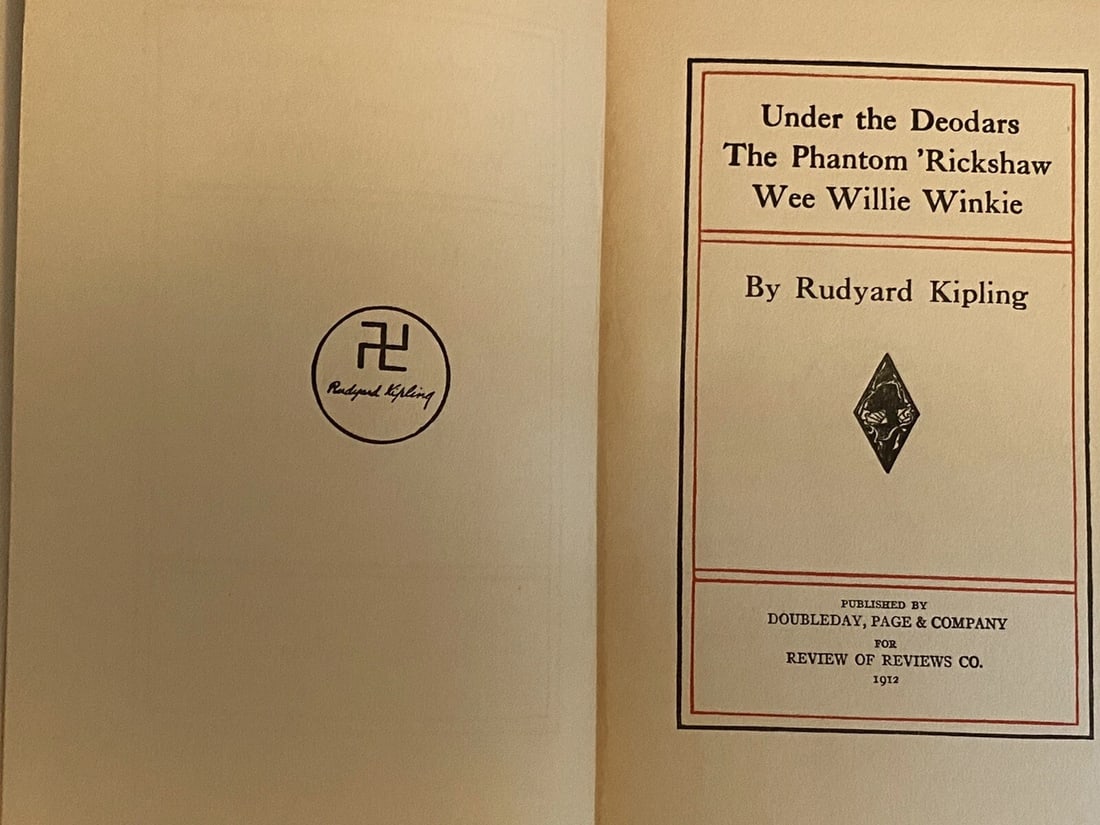 Rudyard Kipling
Under the Deodars
The Phantom 'Rickshaw
Wee Willie Winkie
By Rudyard Kipling
PUBLISHED BY
DOUBLEDAY, PAGE & COMPANY
FOR
REVIEW OF REVIEWS CO.
1912